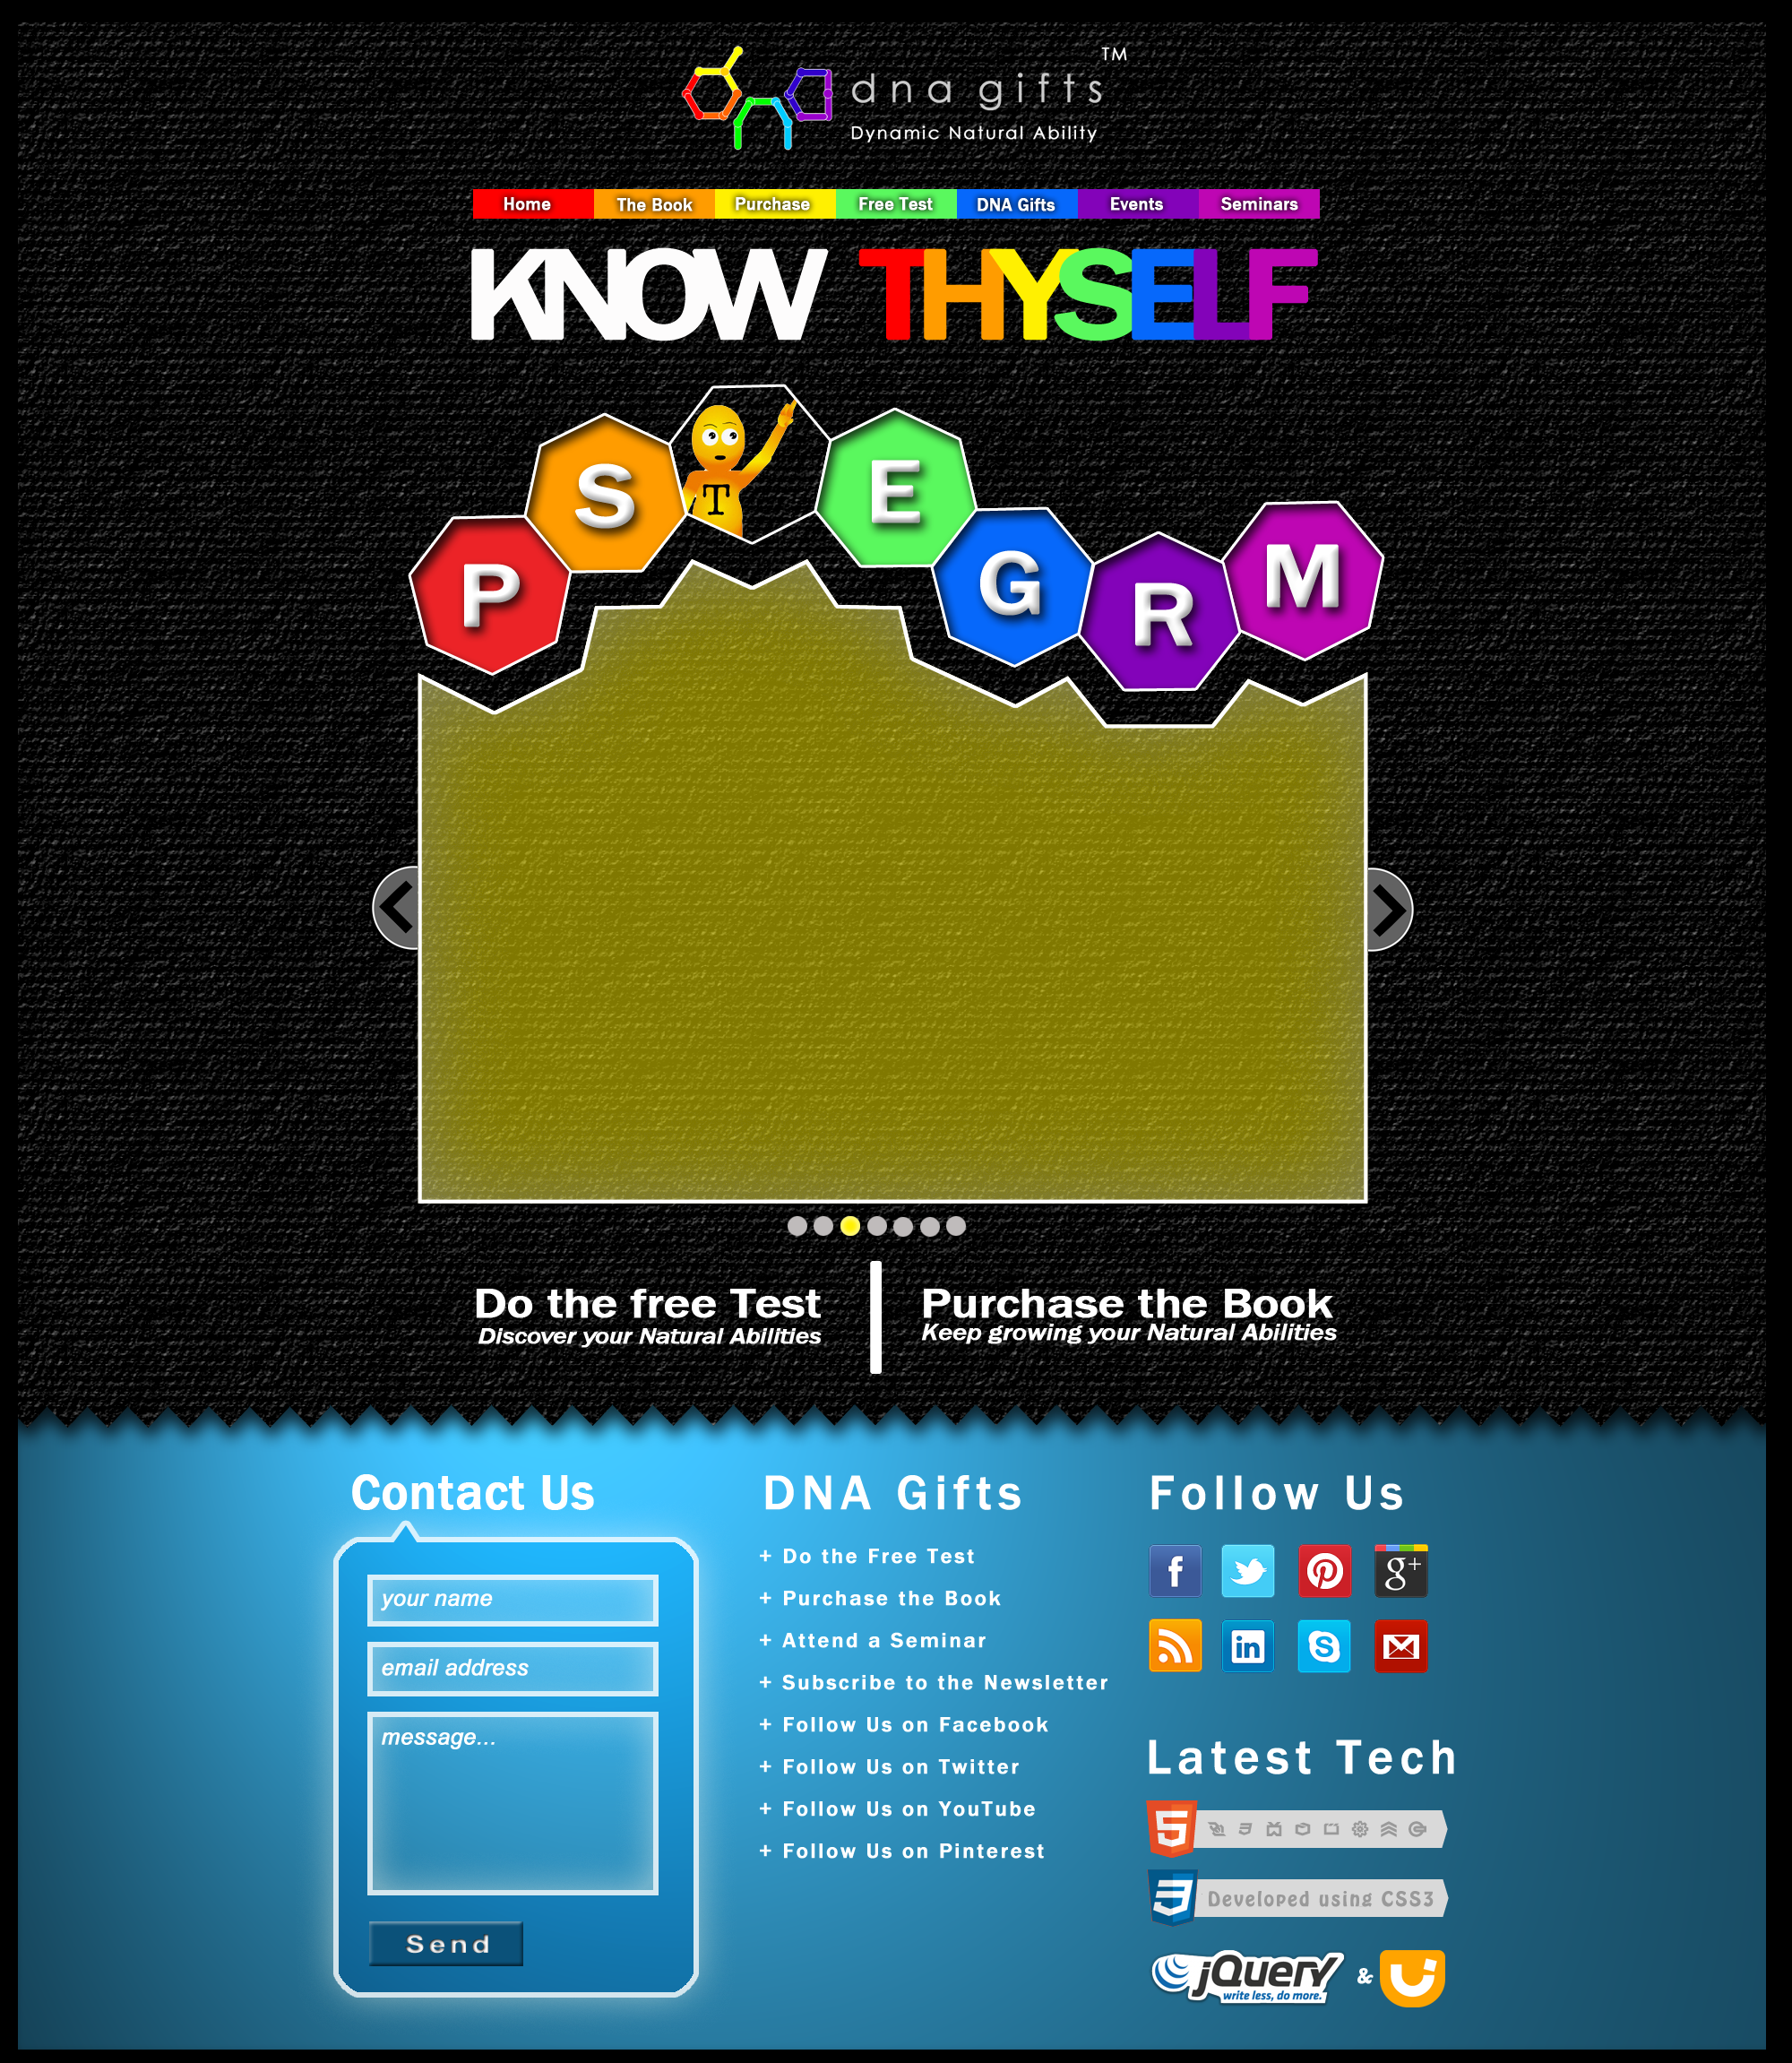 TM
dna gifts
Dynamic Natural Ability
Home The Book Purchase Free Test DNA Gifts Events Seminars
KNOW THYSELF
P S T E G R M
Do the free Test
Discover your Natural Abilities
Purchase the Book
Keep growing your Natural Abilities
Contact Us
your name
email address
message...
Send
DNA Gifts
+ Do the Free Test
+ Purchase the Book
+ Attend a Seminar
+ Subscribe to the Newsletter
+ Follow Us on Facebook
+ Follow Us on Twitter
+ Follow Us on YouTube
+ Follow Us on Pinterest
Follow Us
f g+
in S
Latest Tech
5
3 Developed using CSS3
jQuery & U
write less, do more.